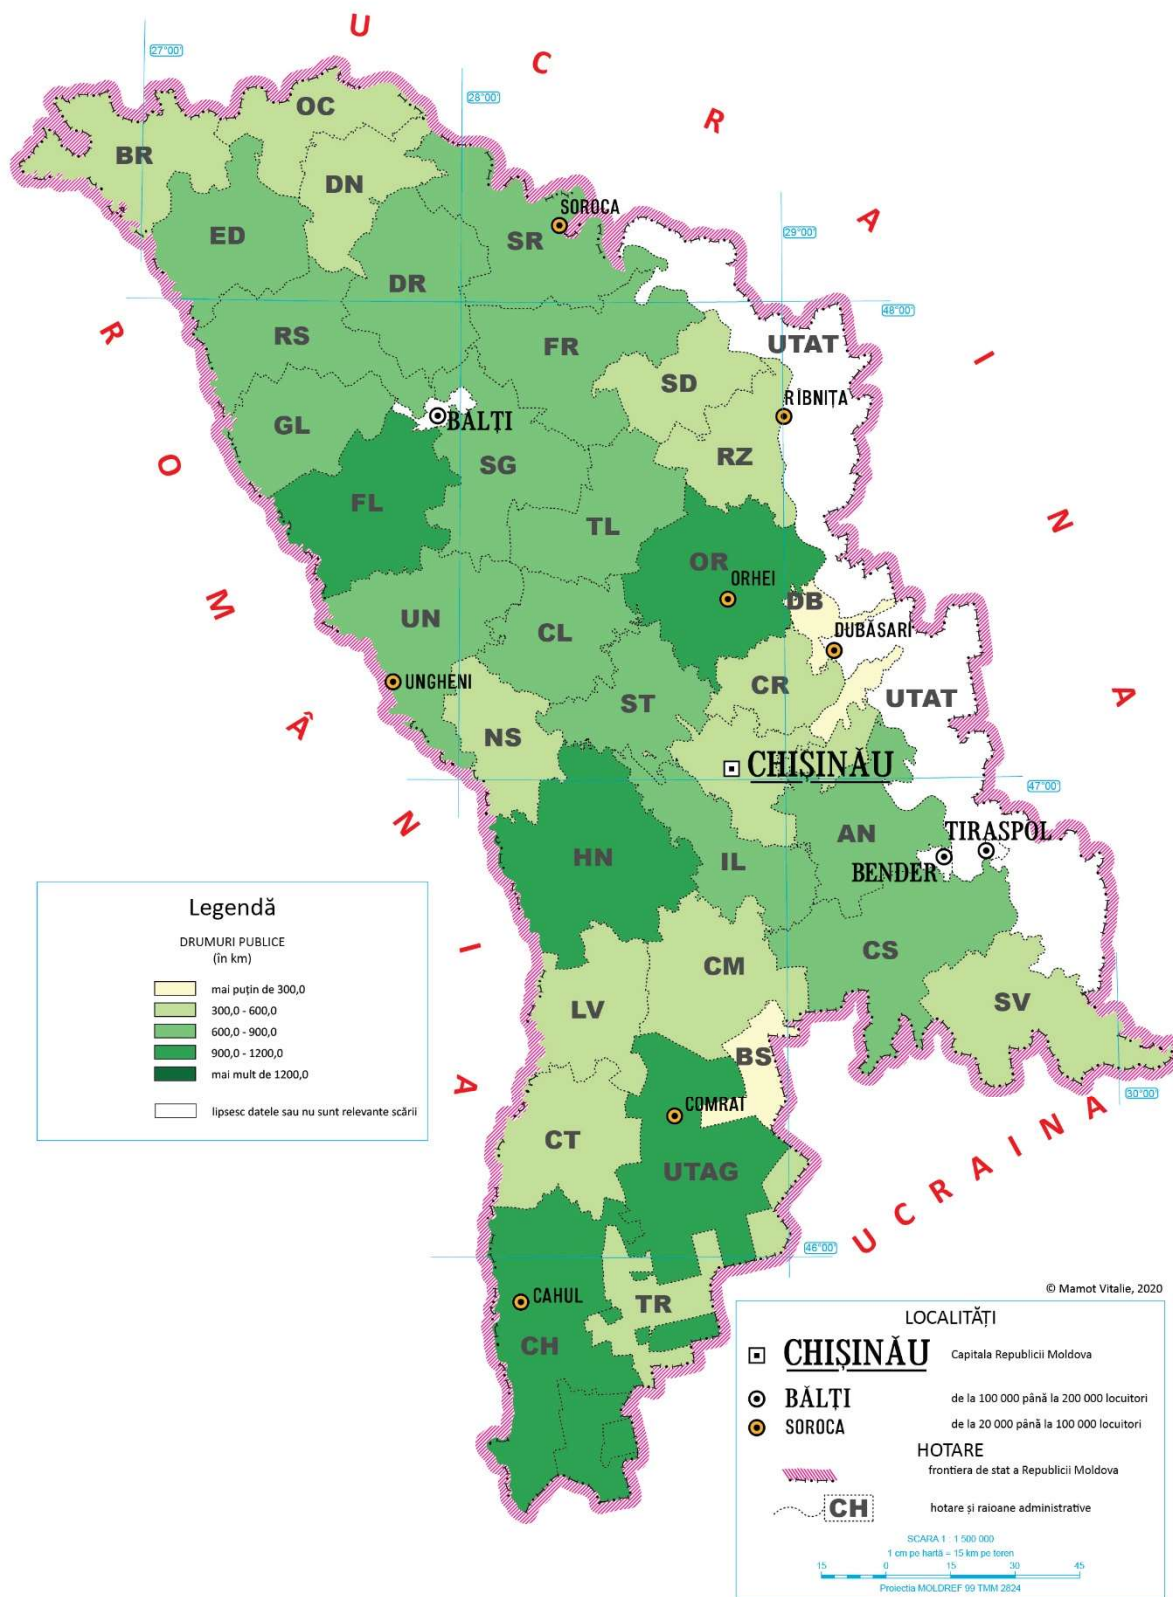 U C R A I N A
27°00'
28°00'
OC
BR
DN
SOROCA
ED
SR
29°00'
DR
48°00'
R O M Â N I A
RS
FR
UTAT
SD
RÎBNIȚA
GL
BĂLȚI
SG
RZ
FL
TL
OR
ORHEI
DB
UN
CL
DUBĂSARI
UNGHENI
CR
ST
UTAT
NS
CHIȘINĂU
47°00'
TIRASPOL
AN
HN
IL
BENDER
CS
CM
LV
SV
BS
30°00'
COMRAT
CT
UTAG
U C R A I N A
46°00'
CAHUL
TR
CH
Legendă
DRUMURI PUBLICE
(în km)
mai puțin de 300,0
300,0 - 600,0
600,0 - 900,0
900,0 - 1200,0
mai mult de 1200,0
lipsesc datele sau nu sunt relevante scării
© Mamot Vitalie, 2020
LOCALITĂȚI
CHIȘINĂU Capitala Republicii Moldova
BĂLȚI de la 100 000 până la 200 000 locuitori
SOROCA de la 20 000 până la 100 000 locuitori
HOTARE
frontiera de stat a Republicii Moldova
CH hotare și raioane administrative
SCARA 1 : 1 500 000
1 cm pe hartă = 15 km pe teren
15 0 15 30 45
Proiectia MOLDREF 99 TMM 2824